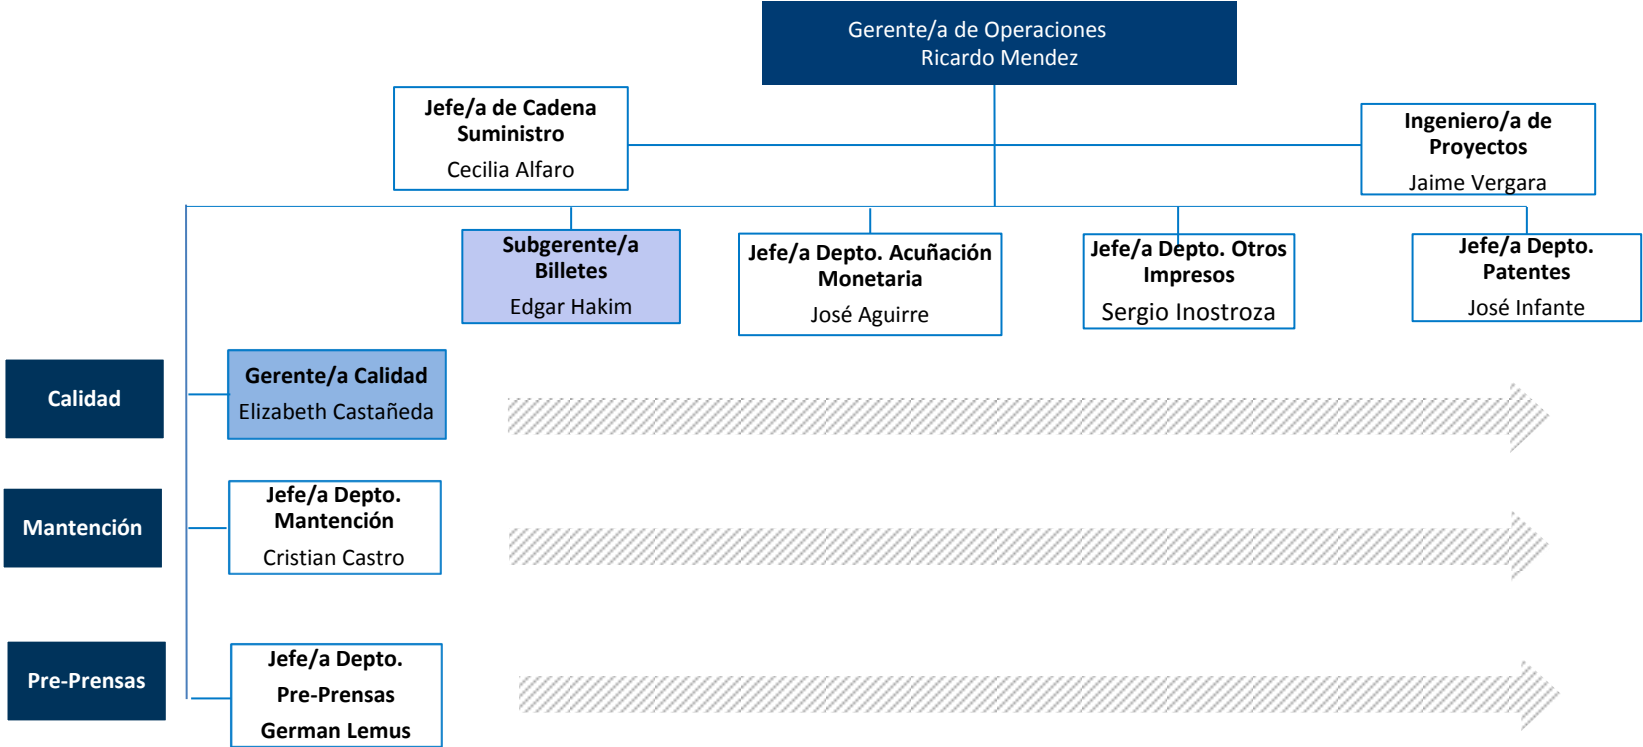 Gerente/a de Operaciones
Ricardo Mendez
Jefe/a de Cadena
Suministro
Cecilia Alfaro
Ingeniero/a de
Proyectos
Jaime Vergara
Subgerente/a
Billetes
Edgar Hakim
Jefe/a Depto. Acuñación
Monetaria
José Aguirre
Jefe/a Depto. Otros
Impresos
Sergio Inostroza
Jefe/a Depto.
Patentes
José Infante
Calidad
Gerente/a Calidad
Elizabeth Castañeda
Mantención
Jefe/a Depto.
Mantención
Cristian Castro
Pre-Prensas
Jefe/a Depto.
Pre-Prensas
German Lemus